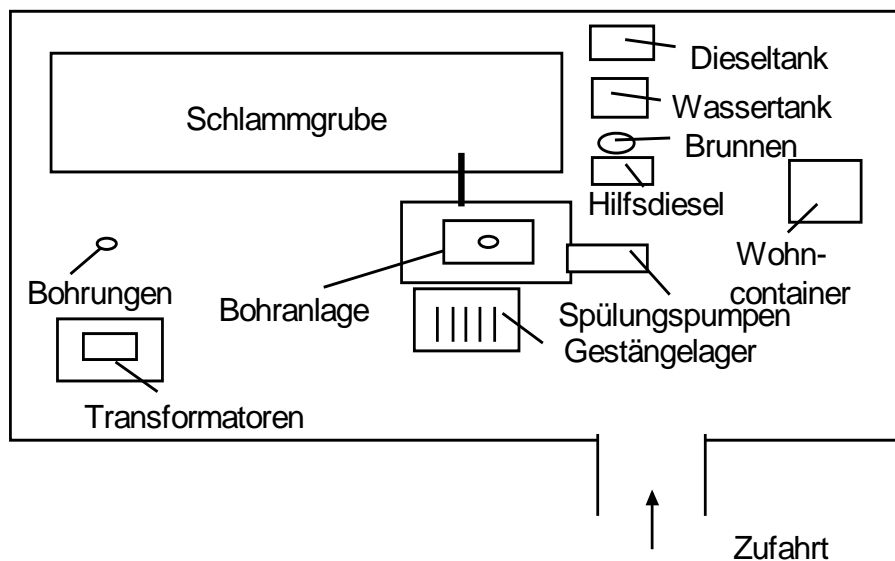 Dieseltank
Wassertank
Schlammgrube
Brunnen
Hilfsdiesel
Wohn-
container
Bohrungen
Bohranlage
Spülungspumpen
Gestängelager
Transformatoren
Zufahrt